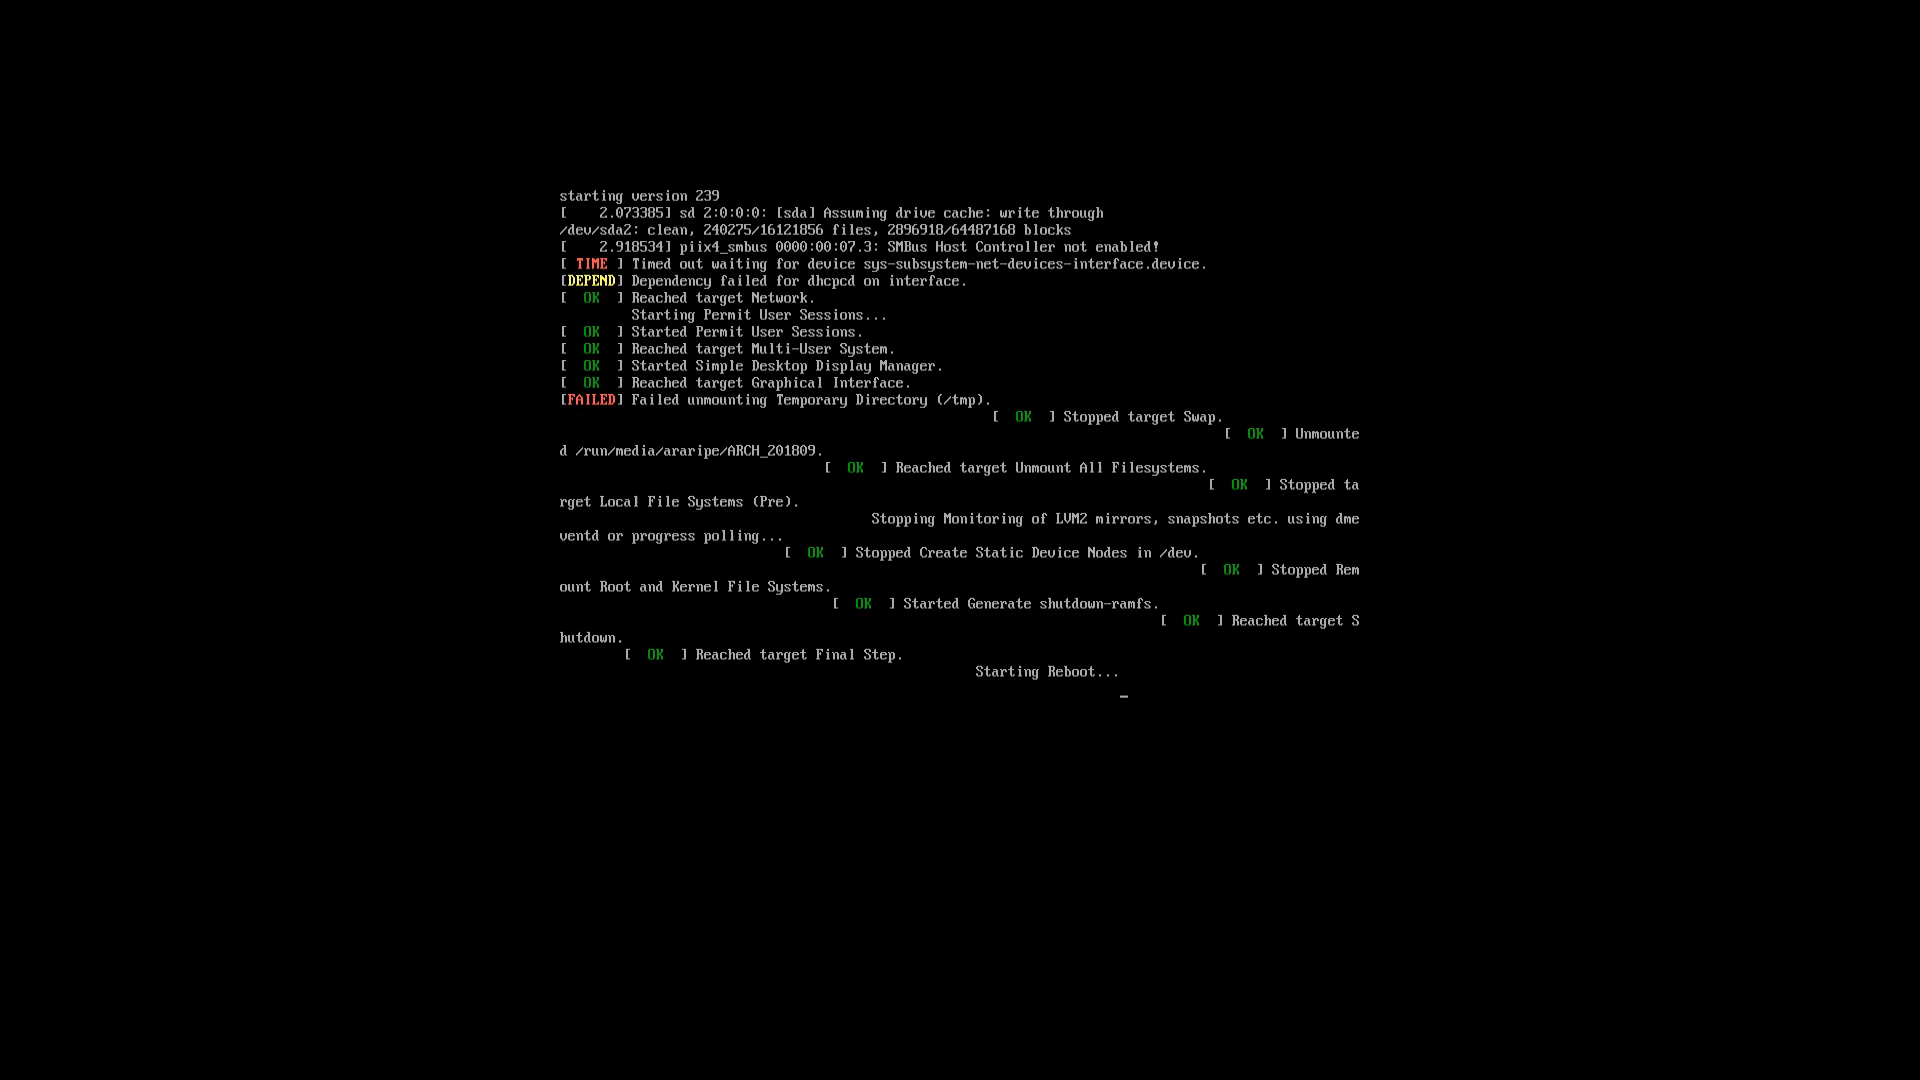 starting version 239
[    2.073385] sd 2:0:0:0: [sda] Assuming drive cache: write through
/dev/sda2: clean, 240275/16121856 files, 2896918/64487168 blocks
[    2.918534] piix4_smbus 0000:00:07.3: SMBus Host Controller not enabled!
[ TIME ] Timed out waiting for device sys-subsystem-net-devices-interface.device.
[DEPEND] Dependency failed for dhcpcd on interface.
[  OK  ] Reached target Network.
         Starting Permit User Sessions...
[  OK  ] Started Permit User Sessions.
[  OK  ] Reached target Multi-User System.
[  OK  ] Started Simple Desktop Display Manager.
[  OK  ] Reached target Graphical Interface.
[FAILED] Failed unmounting Temporary Directory (/tmp).
[  OK  ] Stopped target Swap.
[  OK  ] Unmounte
d /run/media/araripe/ARCH_201809.
[  OK  ] Reached target Unmount All Filesystems.
[  OK  ] Stopped ta
rget Local File Systems (Pre).
Stopping Monitoring of LVM2 mirrors, snapshots etc. using dme
ventd or progress polling...
[  OK  ] Stopped Create Static Device Nodes in /dev.
[  OK  ] Stopped Rem
ount Root and Kernel File Systems.
[  OK  ] Started Generate shutdown-ramfs.
[  OK  ] Reached target S
hutdown.
[  OK  ] Reached target Final Step.
Starting Reboot...
_